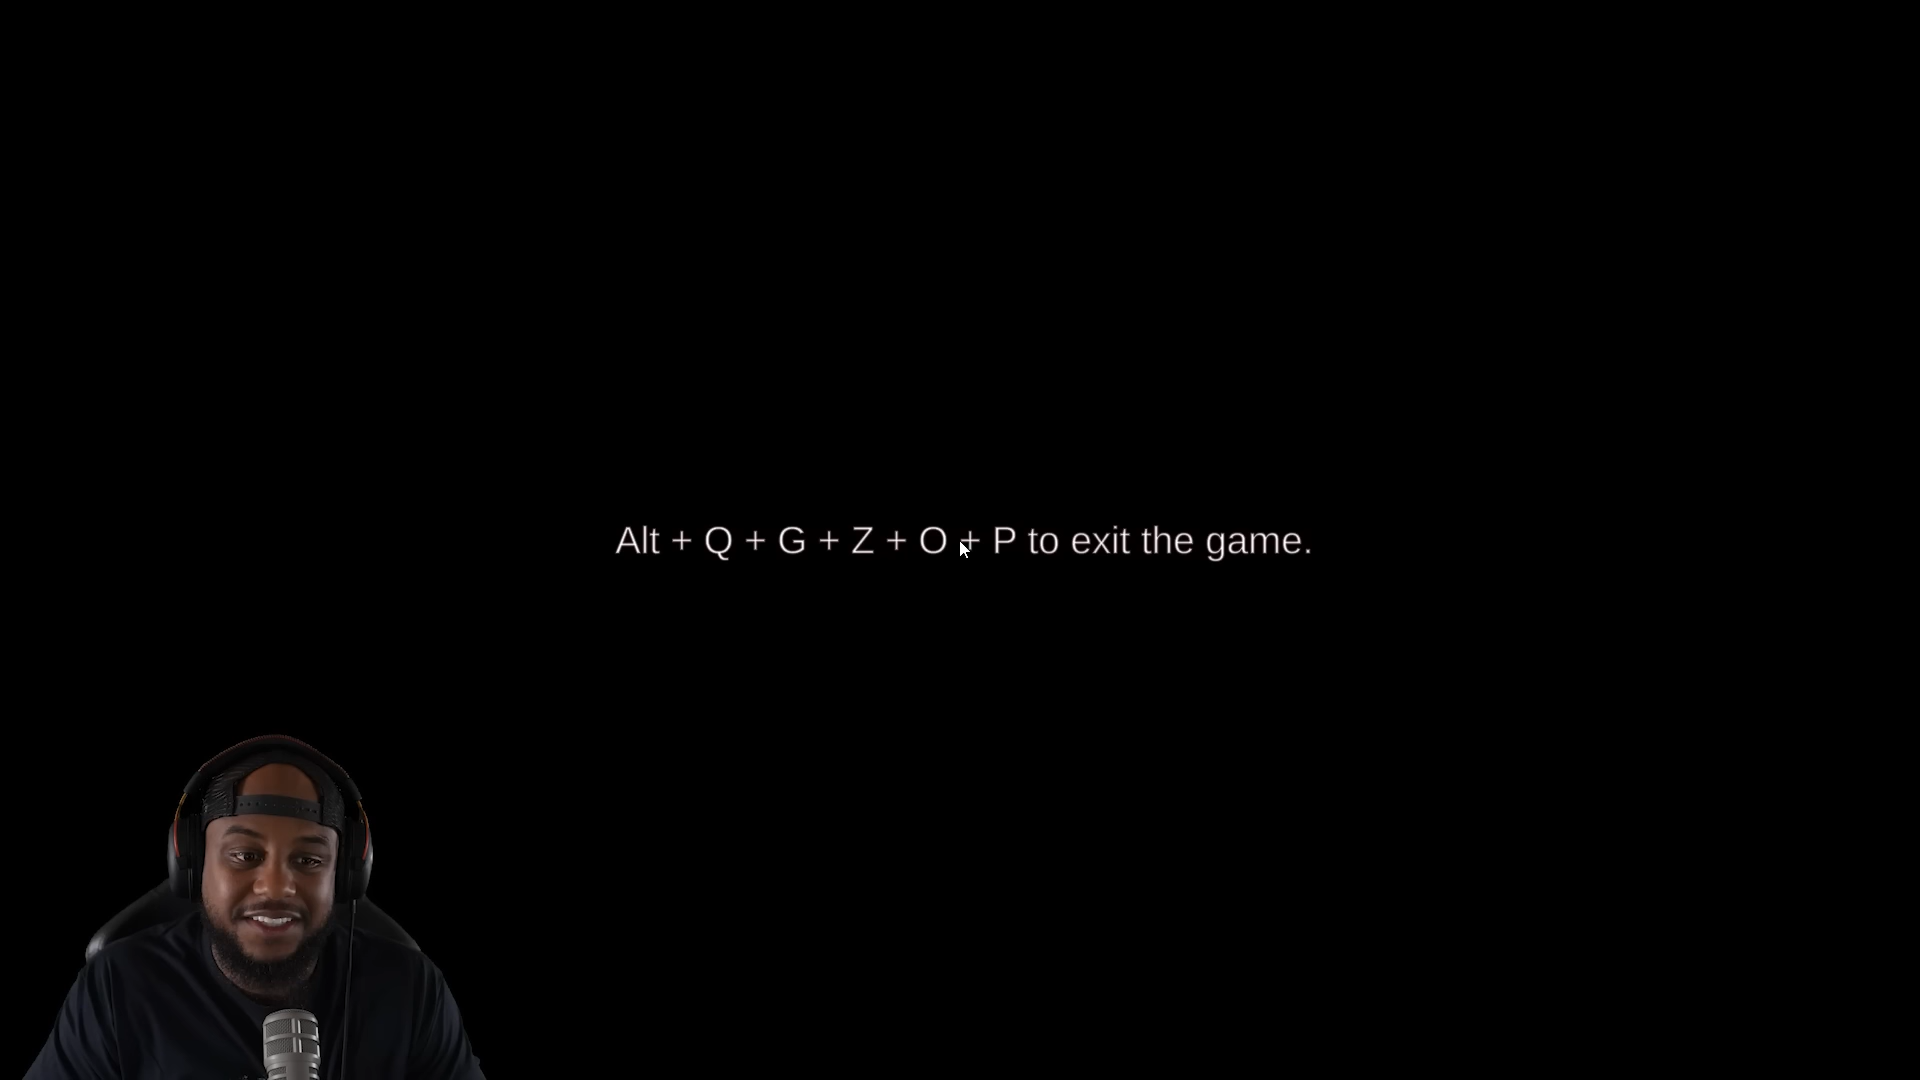 Alt + Q + G + Z + O + P to exit the game.